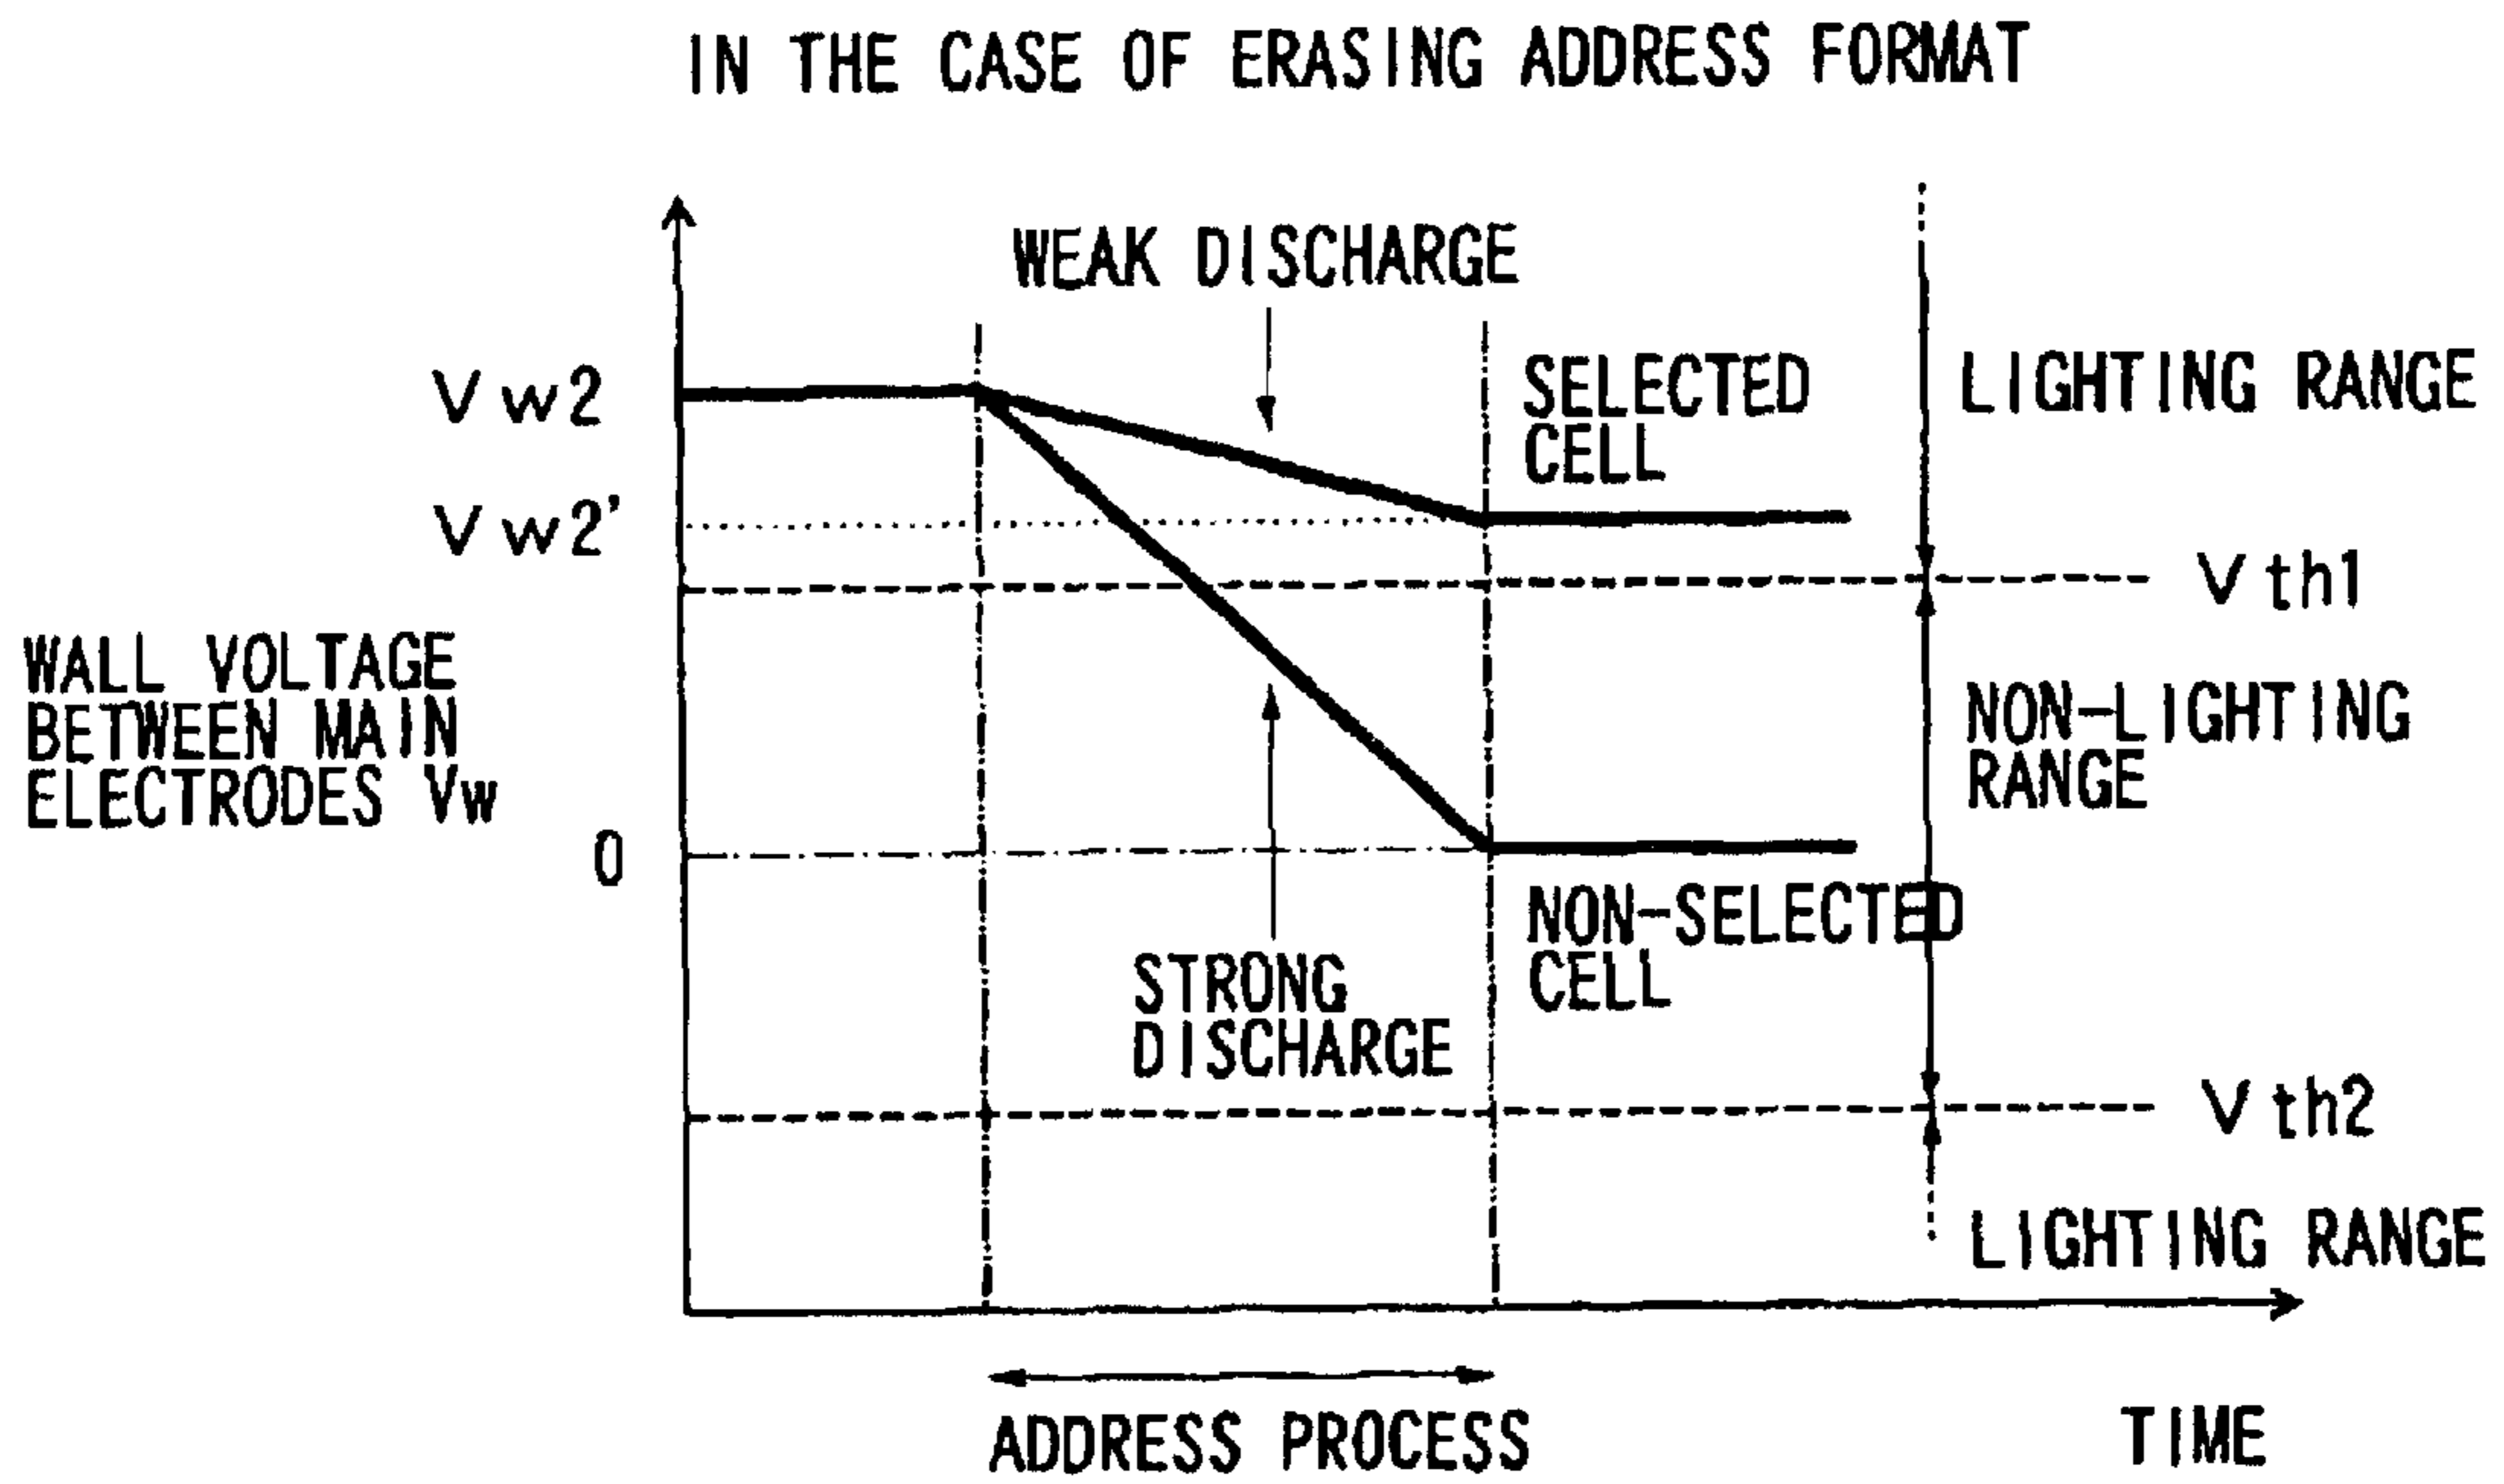 IN THE CASE OF ERASING ADDRESS FORMAT
WEAK DISCHARGE
Vw2
SELECTED
CELL
LIGHTING RANGE
Vw2'
Vth1
WALL VOLTAGE
BETWEEN MAIN
ELECTRODES Vw
NON-LIGHTING
RANGE
0
NON-SELECTED
CELL
STRONG
DISCHARGE
Vth2
LIGHTING RANGE
ADDRESS PROCESS
TIME